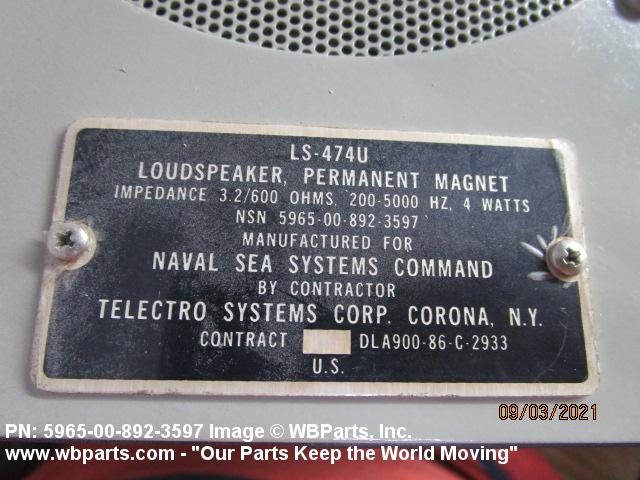 LS-474U
LOUDSPEAKER, PERMANENT MAGNET
IMPEDANCE 3.2/600 OHMS, 200-5000 HZ, 4 WATTS
NSN 5965-00-892-3597
MANUFACTURED FOR
NAVAL SEA SYSTEMS COMMAND
BY CONTRACTOR
TELECTRO SYSTEMS CORP. CORONA, N.Y.
CONTRACT DLA900-86-C-2933
U.S.
09/03/2021
PN: 5965-00-892-3597 Image © WBParts, Inc.
www.wbparts.com - "Our Parts Keep the World Moving"